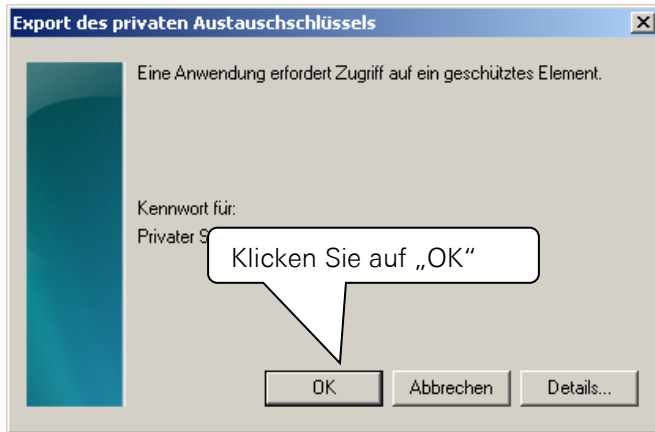 Export des privaten Austauschschlüssels
Eine Anwendung erfordert Zugriff auf ein geschütztes Element.
Kennwort für:
Privater
Klicken Sie auf „OK“
OK
Abbrechen
Details...